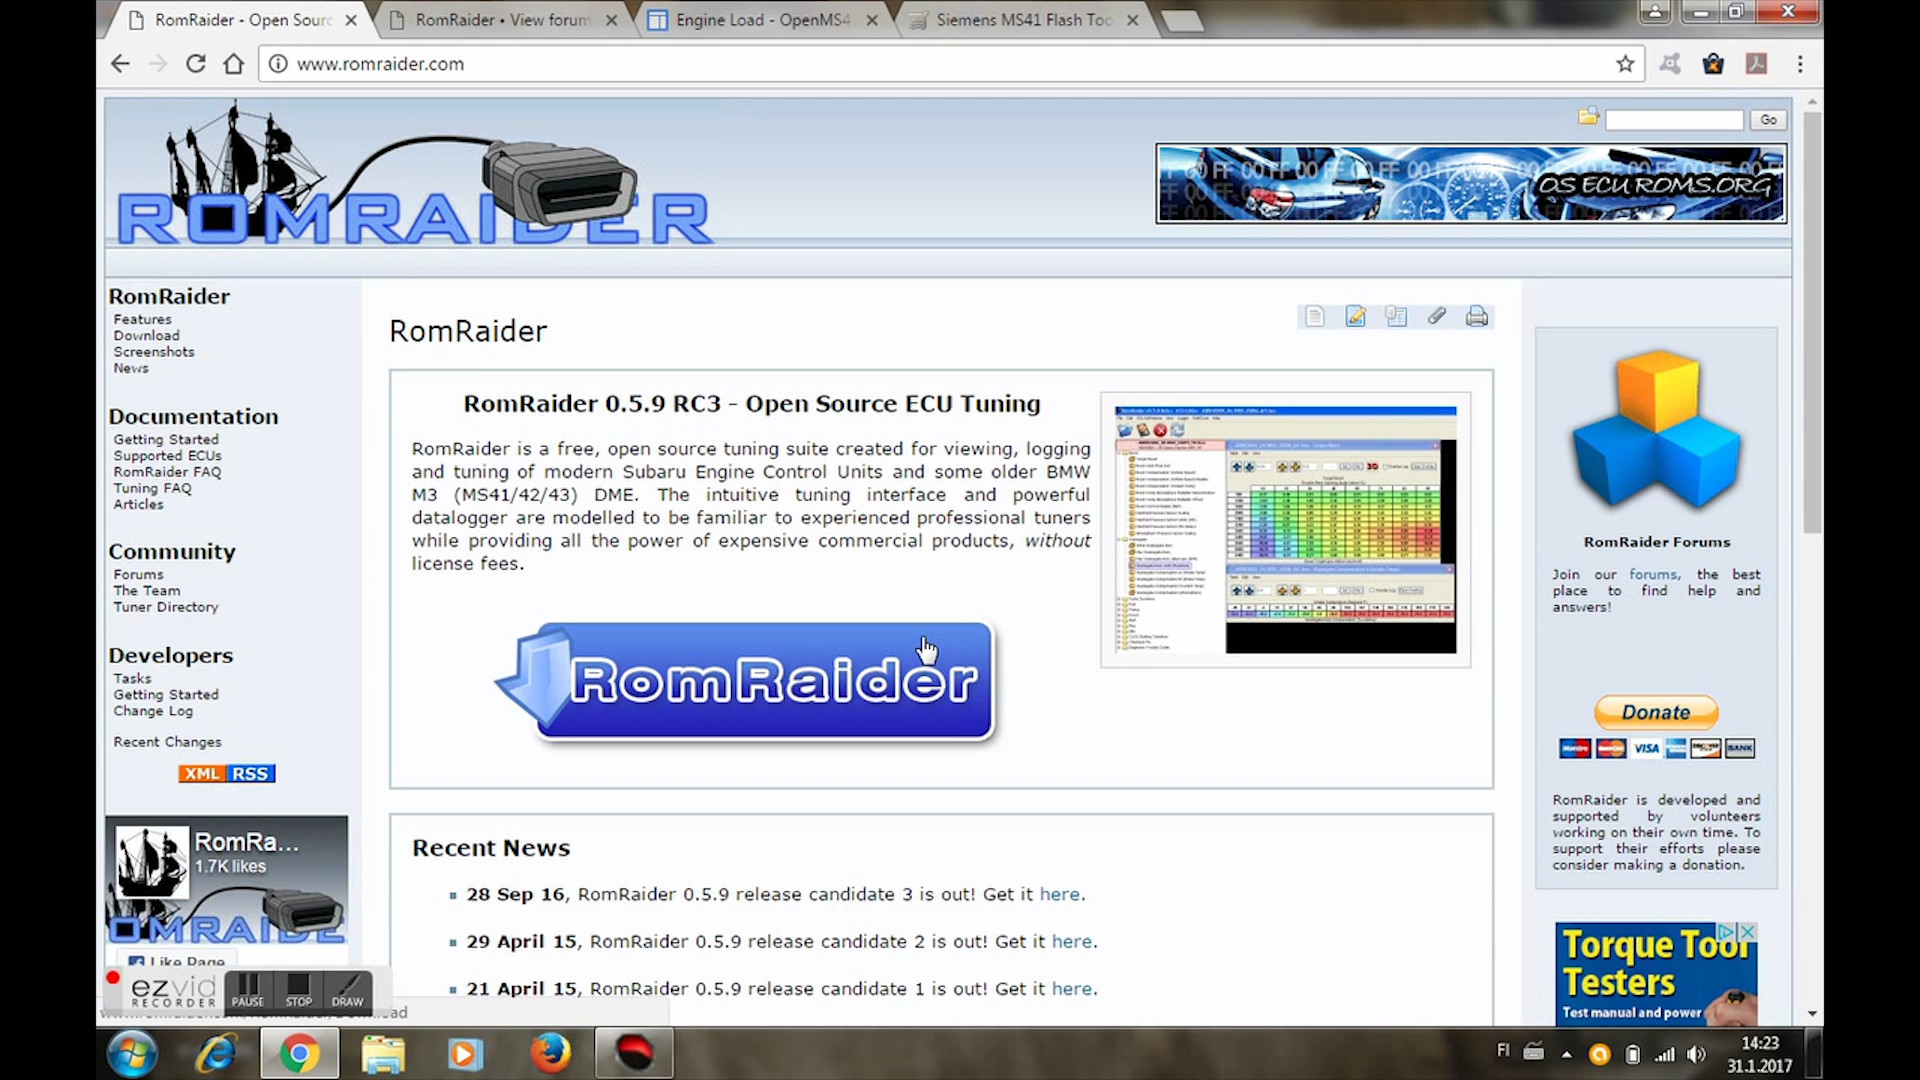 RomRaider - Open Sourc
RomRaider • View forum
Engine Load - OpenMS4
Siemens MS41 Flash Too
www.romraider.com
ROMRAIDER
Go
00 FF 00 FF 00 FF
OS ECU ROMS.ORG
RomRaider
Features
Download
Screenshots
News
Documentation
Getting Started
Supported ECUs
RomRaider FAQ
Tuning FAQ
Articles
Community
Forums
The Team
Tuner Directory
Developers
Tasks
Getting Started
Change Log
Recent Changes
XML RSS
RomRa...
1.7K likes
Like Page
RomRaider
RomRaider 0.5.9 RC3 - Open Source ECU Tuning
RomRaider is a free, open source tuning suite created for viewing, logging
and tuning of modern Subaru Engine Control Units and some older BMW
M3 (MS41/42/43) DME. The intuitive tuning interface and powerful
datalogger are modelled to be familiar to experienced professional tuners
while providing all the power of expensive commercial products, without
license fees.
RomRaider
Recent News
28 Sep 16, RomRaider 0.5.9 release candidate 3 is out! Get it here.
29 April 15, RomRaider 0.5.9 release candidate 2 is out! Get it here.
21 April 15, RomRaider 0.5.9 release candidate 1 is out! Get it here.
RomRaider Forums
Join our forums, the best
place to find help and
answers!
Donate
Maestro
VISA
BANK
RomRaider is developed and
supported by volunteers
working on their own time. To
support their efforts please
consider making a donation.
Torque Tool
Testers
Test manual and power
ezvid
RECORDER
PAUSE
STOP
DRAW
FI
14:23
31.1.2017